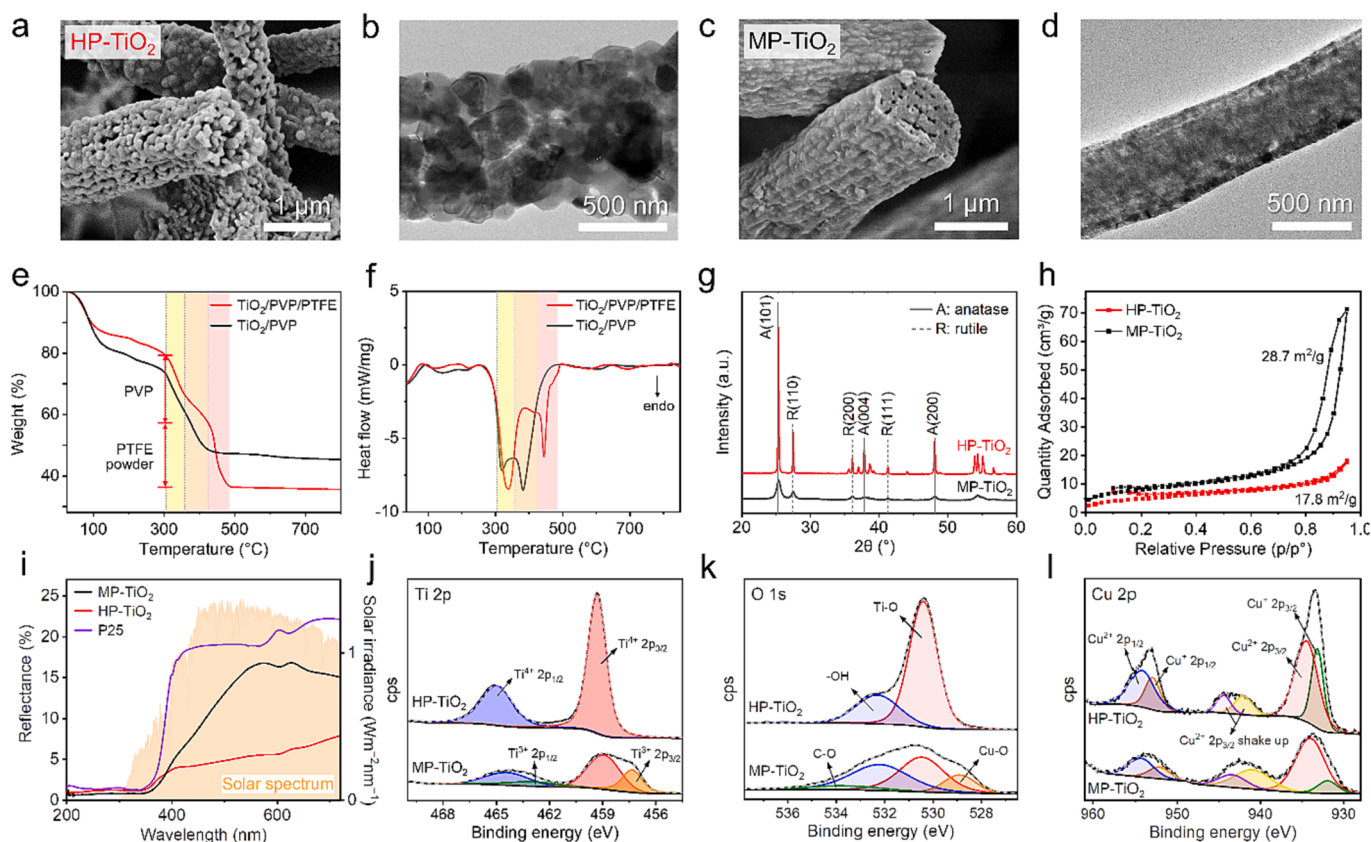 a
HP-TiO₂
1 μm
b
500 nm
c
MP-TiO₂
1 μm
d
500 nm
e
TiO₂/PVP/PTFE
TiO₂/PVP
PVP
PTFE
powder
Weight (%)
100
80
60
40
100
300
500
700
Temperature (°C)
f
TiO₂/PVP/PTFE
TiO₂/PVP
endo
Heat flow (mW/mg)
5
0
-5
-10
100
300
500
700
Temperature (°C)
g
A: anatase
R: rutile
A(101)
R(110)
R(200)
A(004)
R(111)
A(200)
HP-TiO₂
MP-TiO₂
Intensity (a.u.)
20
30
40
50
60
2θ (°)
h
HP-TiO₂
MP-TiO₂
28.7 m²/g
17.8 m²/g
Quantity Adsorbed (cm³/g)
70
60
50
40
30
20
10
0
0.0
0.2
0.4
0.6
0.8
1.0
Relative Pressure (p/p°)
i
MP-TiO₂
HP-TiO₂
P25
Solar spectrum
Reflectance (%)
25
20
15
10
5
0
200
300
400
500
600
700
Wavelength (nm)
1
0
Solar irradiance (Wm⁻²nm⁻¹)
j
Ti 2p
Ti⁴⁺ 2p₁/₂
Ti⁴⁺ 2p₃/₂
HP-TiO₂
Ti³⁺ 2p₁/₂
Ti³⁺ 2p₃/₂
MP-TiO₂
cps
468
465
462
459
456
Binding energy (eV)
k
O 1s
Ti-O
-OH
HP-TiO₂
C-O
Cu-O
MP-TiO₂
cps
536
534
532
530
528
Binding energy (eV)
l
Cu 2p
Cu⁺ 2p₃/₂
Cu²⁺ 2p₁/₂
Cu⁺ 2p₁/₂
Cu²⁺
2p₃/₂
HP-TiO₂
Cu²⁺ 2p₃/₂ shake up
MP-TiO₂
cps
960
950
940
930
Binding energy (eV)